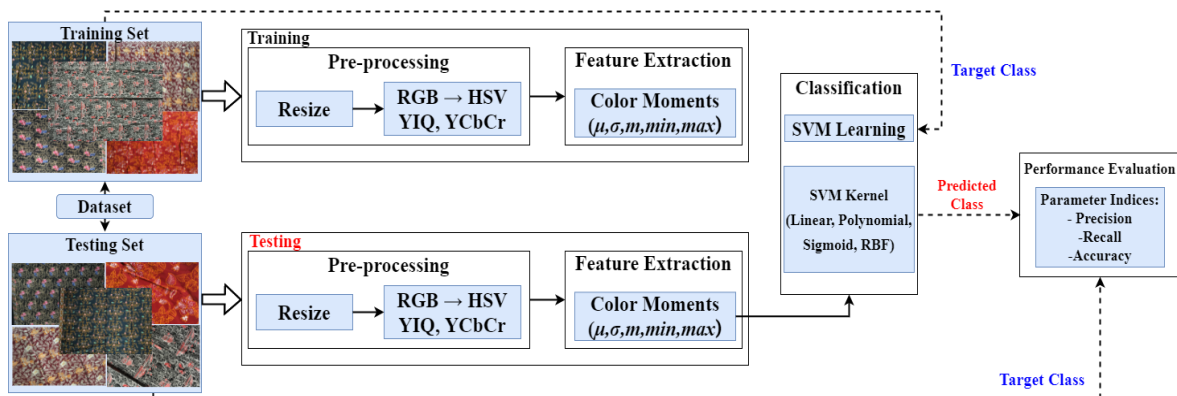 Training Set
Dataset
Testing Set
Training
Pre-processing
Resize
RGB → HSV
YIQ, YCbCr
Feature Extraction
Color Moments
(μ,σ,m,min,max)
Testing
Pre-processing
Resize
RGB → HSV
YIQ, YCbCr
Feature Extraction
Color Moments
(μ,σ,m,min,max)
Target Class
Classification
SVM Learning
SVM Kernel
(Linear, Polynomial,
Sigmoid, RBF)
Predicted
Class
Performance Evaluation
Parameter Indices:
- Precision
-Recall
-Accuracy
Target Class